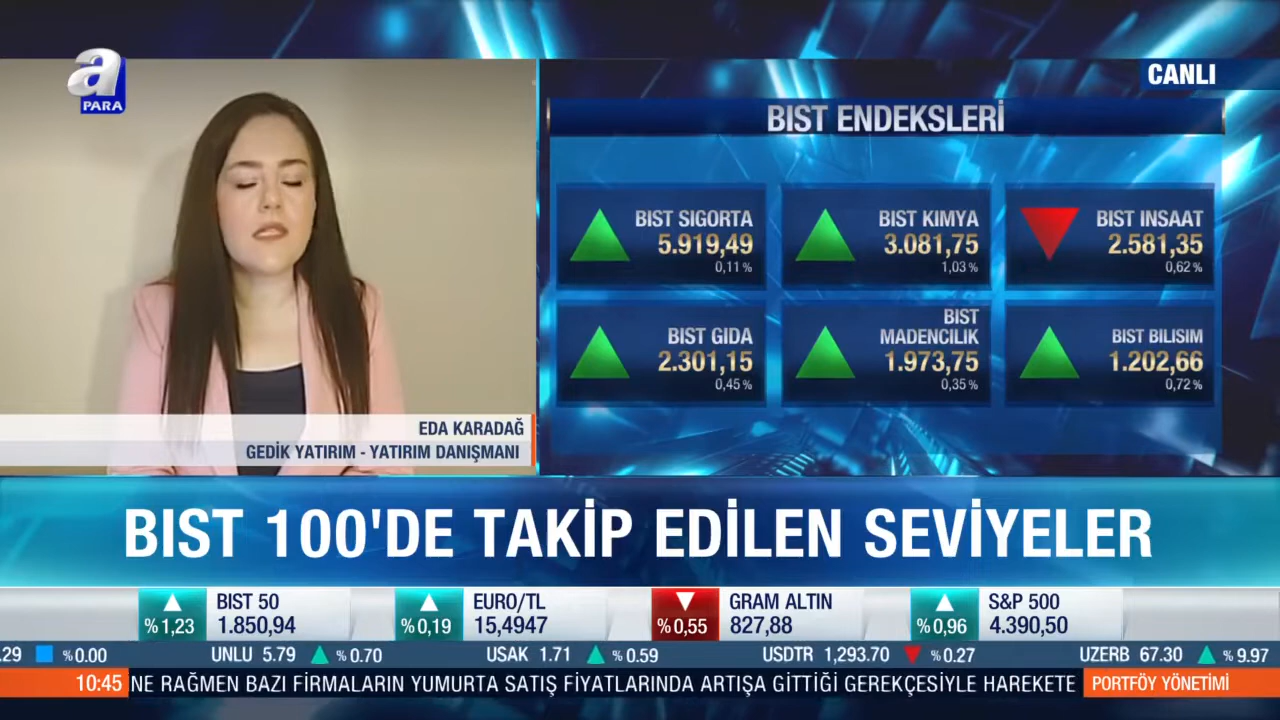 a
PARA
CANLI
BIST ENDEKSLERİ
BIST SIGORTA
5.919,49
0,11 %
BIST KIMYA
3.081,75
1,03 %
BIST INSAAT
2.581,35
0,62 %
BIST GIDA
2.301,15
0,45 %
BIST
MADENCILIK
1.973,75
0,35 %
BIST BILISIM
1.202,66
0,72 %
EDA KARADAĞ
GEDİK YATIRIM - YATIRIM DANIŞMANI
BIST 100'DE TAKİP EDİLEN SEVİYELER
%1,23 BIST 50 1.850,94
%0,19 EURO/TL 15,4947
%0,55 GRAM ALTIN 827,88
%0,96 S&P 500 4.390,50
.29 %0.00 UNLU 5.79 %0.70 USAK 1.71 %0.59 USDTR 1,293.70 %0.27 UZERB 67.30 %9.97
10:45 NE RAĞMEN BAZI FİRMALARIN YUMURTA SATIŞ FİYATLARINDA ARTIŞA GİTTİĞİ GEREKÇESİYLE HAREKETE PORTFÖY YÖNETİMİ